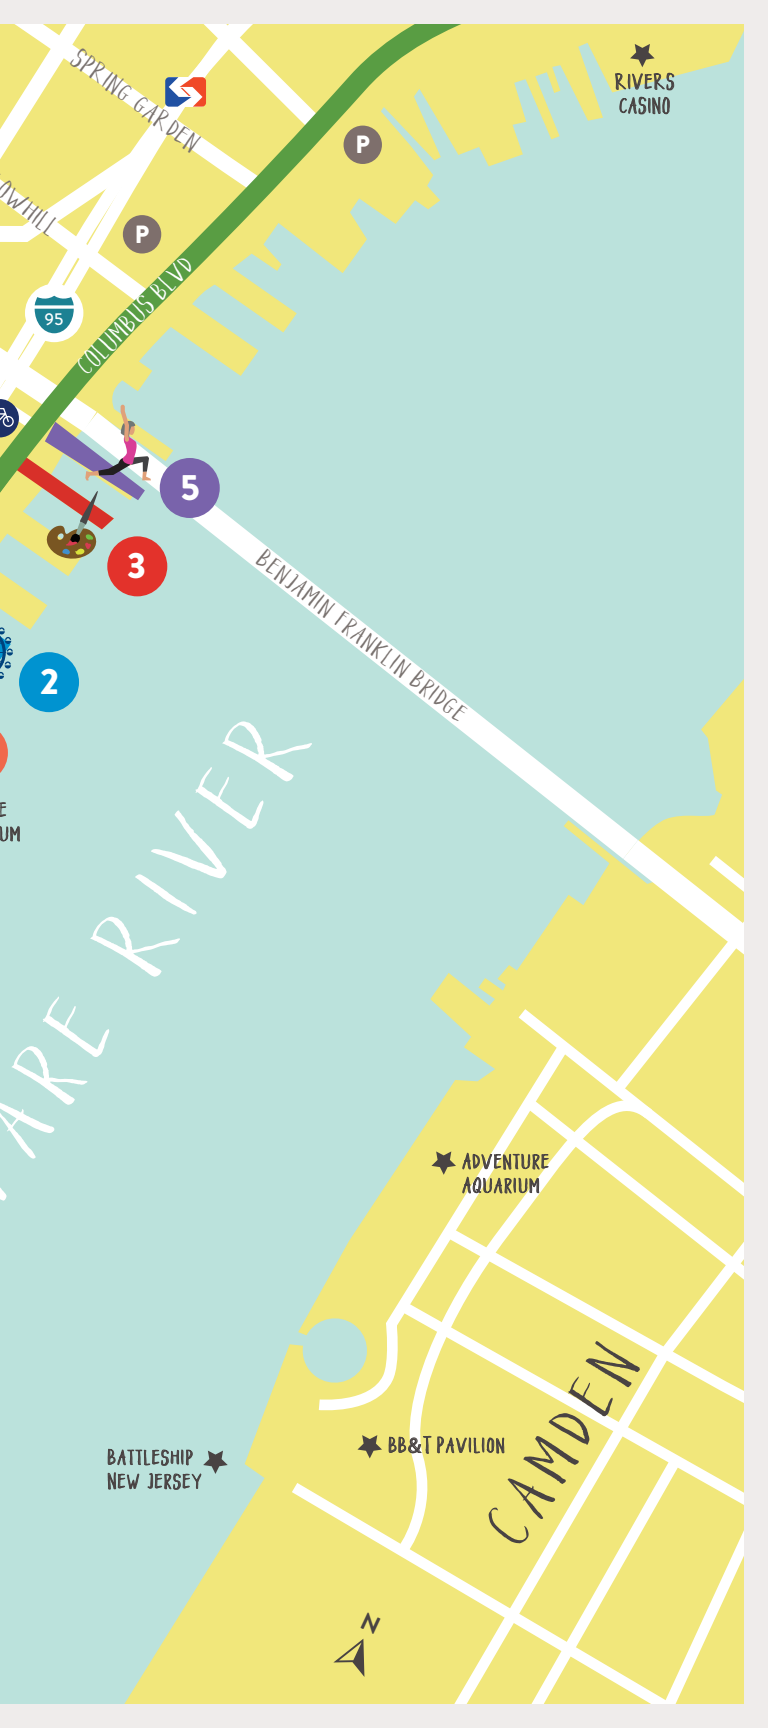 RIVERS
CASINO
SPRING GARDEN
P
P
95
COLUMBUS BLVD
5
3
BENJAMIN FRANKLIN BRIDGE
2
RIVER
ADVENTURE
AQUARIUM
CAMDEN
BATTLESHIP
NEW JERSEY
BB&T PAVILION
N